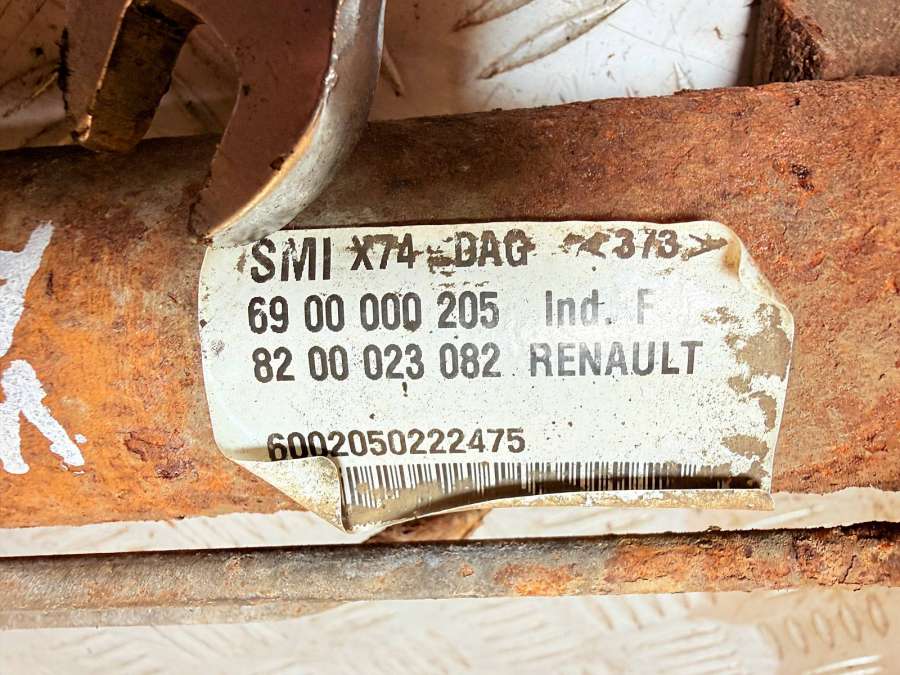 SMI X74 DAG <373>
69 00 000 205 Ind. F
82 00 023 082 RENAULT
6002050222475